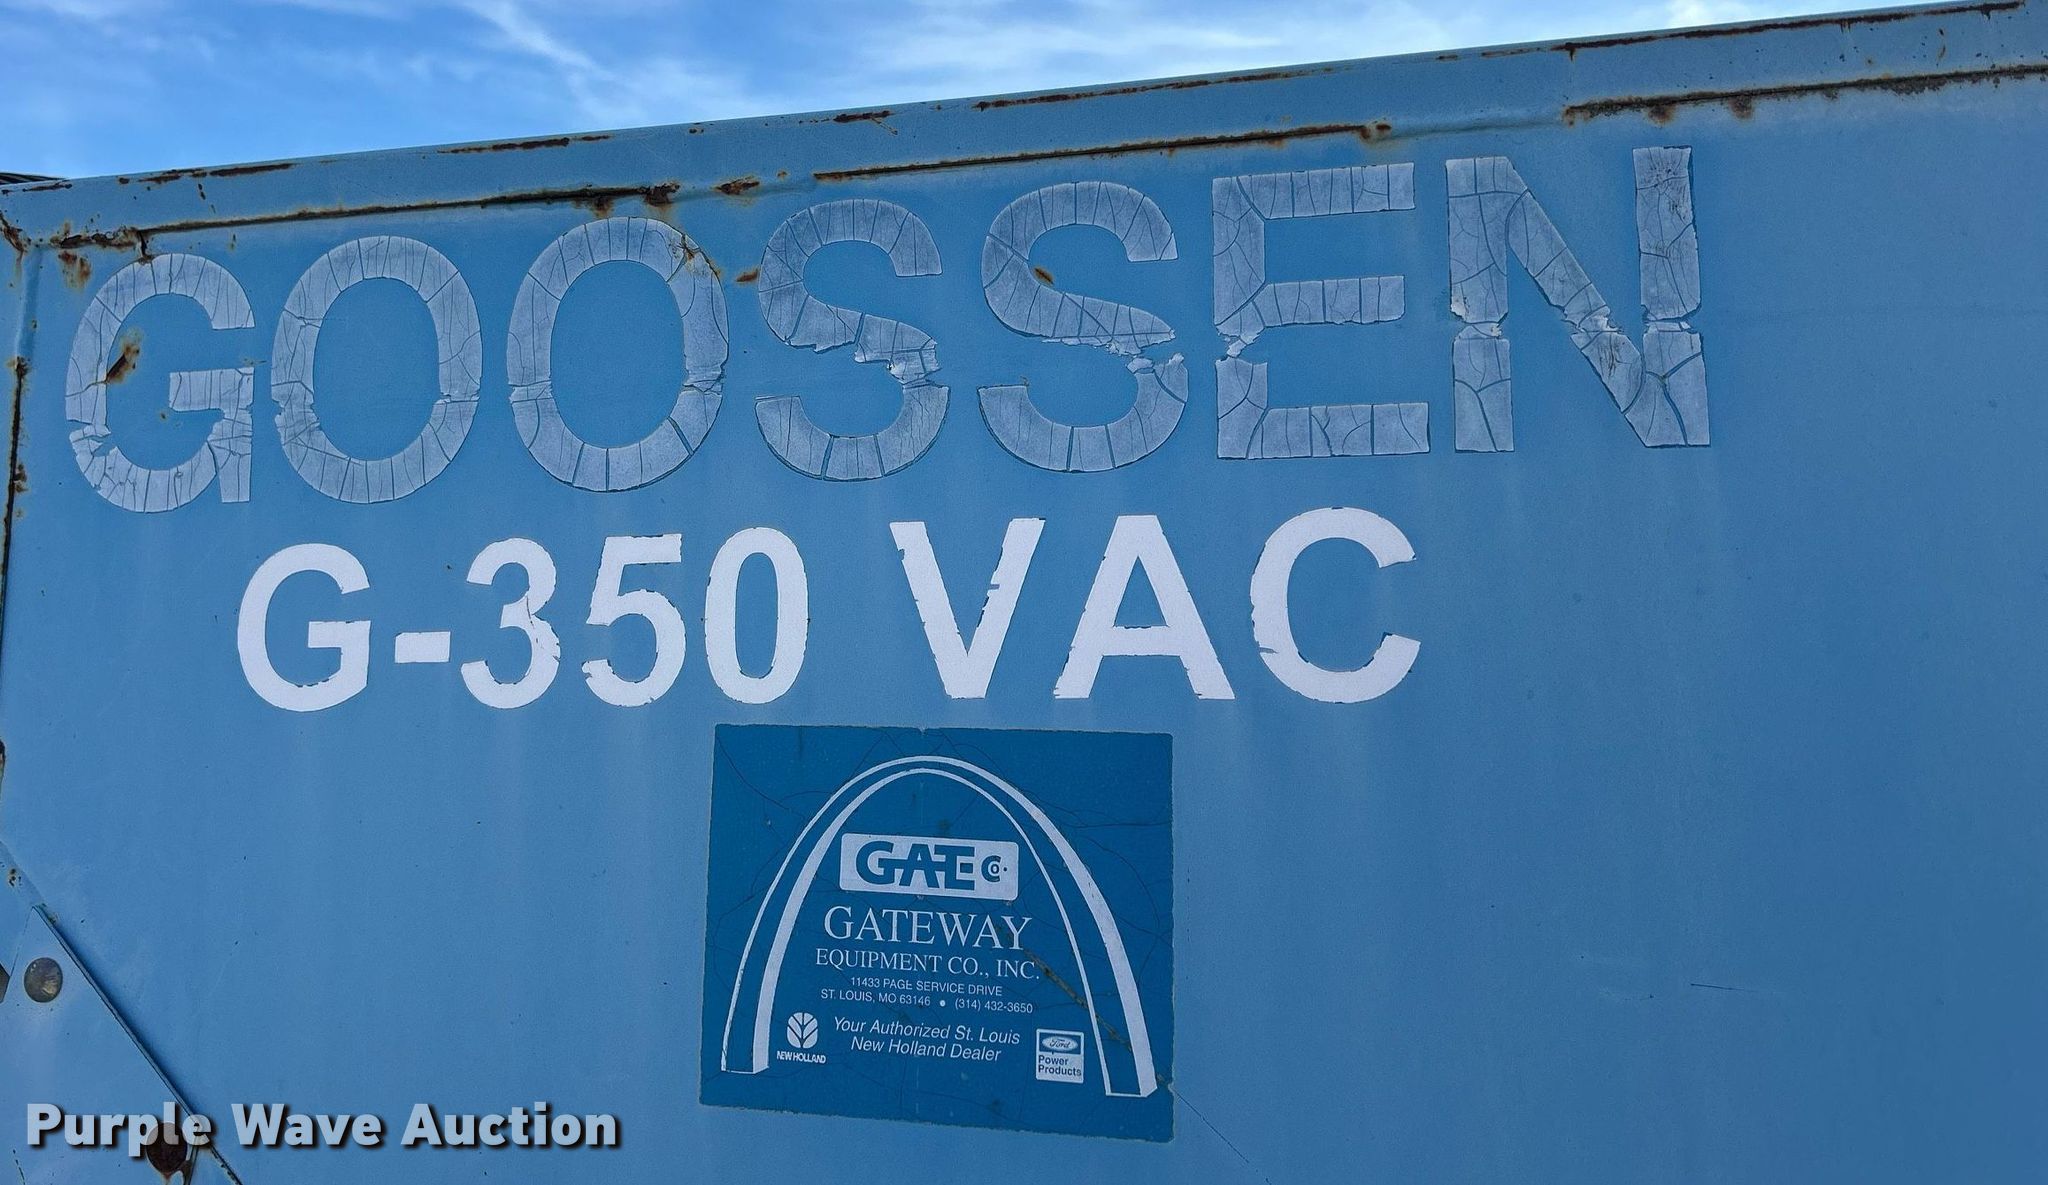 GOOSSEN
G-350 VAC
GATE CO.
GATEWAY
EQUIPMENT CO., INC.
11433 PAGE SERVICE DRIVE
ST. LOUIS, MO 63146 • (314) 432-3650
Your Authorized St. Louis
New Holland Dealer
NEW HOLLAND
Ford
Power
Products
Purple Wave Auction